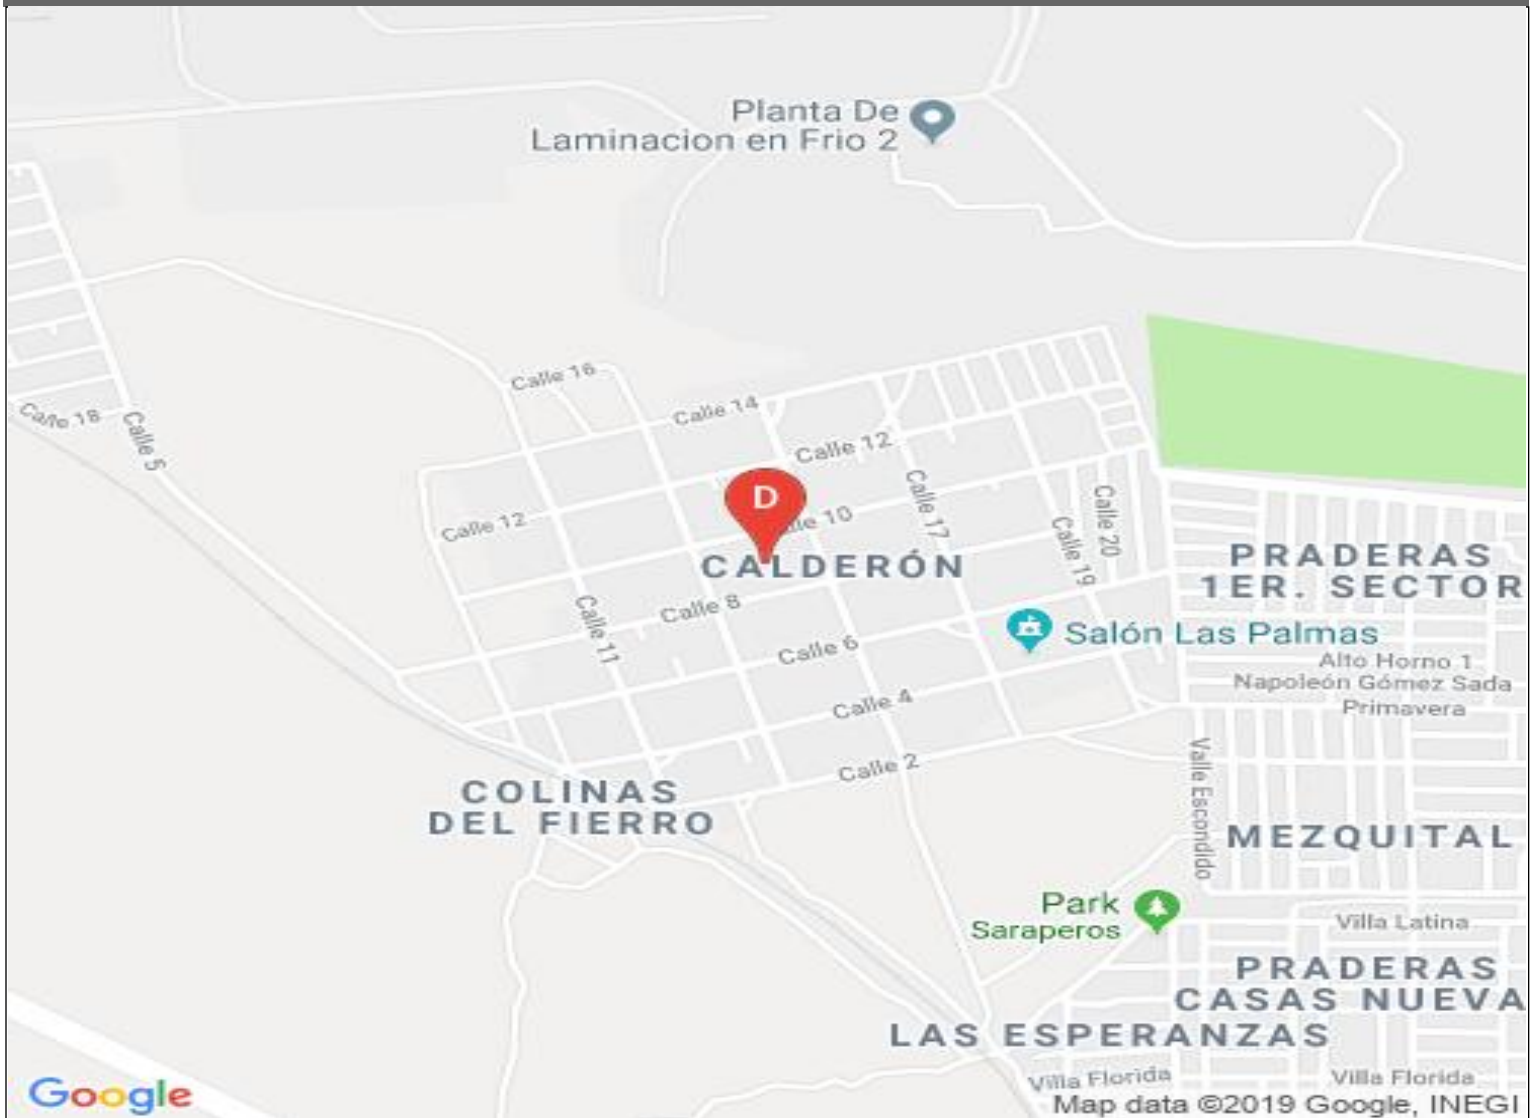 Planta De
Laminacion en Frio 2
Calle 16
Calle 14
Calle 18
Calle 5
Calle 12
Calle 17
D
Calle 12
Calle 10
Calle 20
Calle 19
CALDERÓN
PRADERAS
1ER. SECTOR
Calle 8
Calle 11
Salón Las Palmas
Calle 6
Alto Horno 1
Napoleón Gómez Sada
Calle 4
Primavera
Calle 2
Valle Escondido
COLINAS
DEL FIERRO
MEZQUITAL
Park
Saraperos
Villa Latina
PRADERAS
CASAS NUEVA
LAS ESPERANZAS
Villa Florida
Villa Florida
Google
Map data ©2019 Google, INEGI